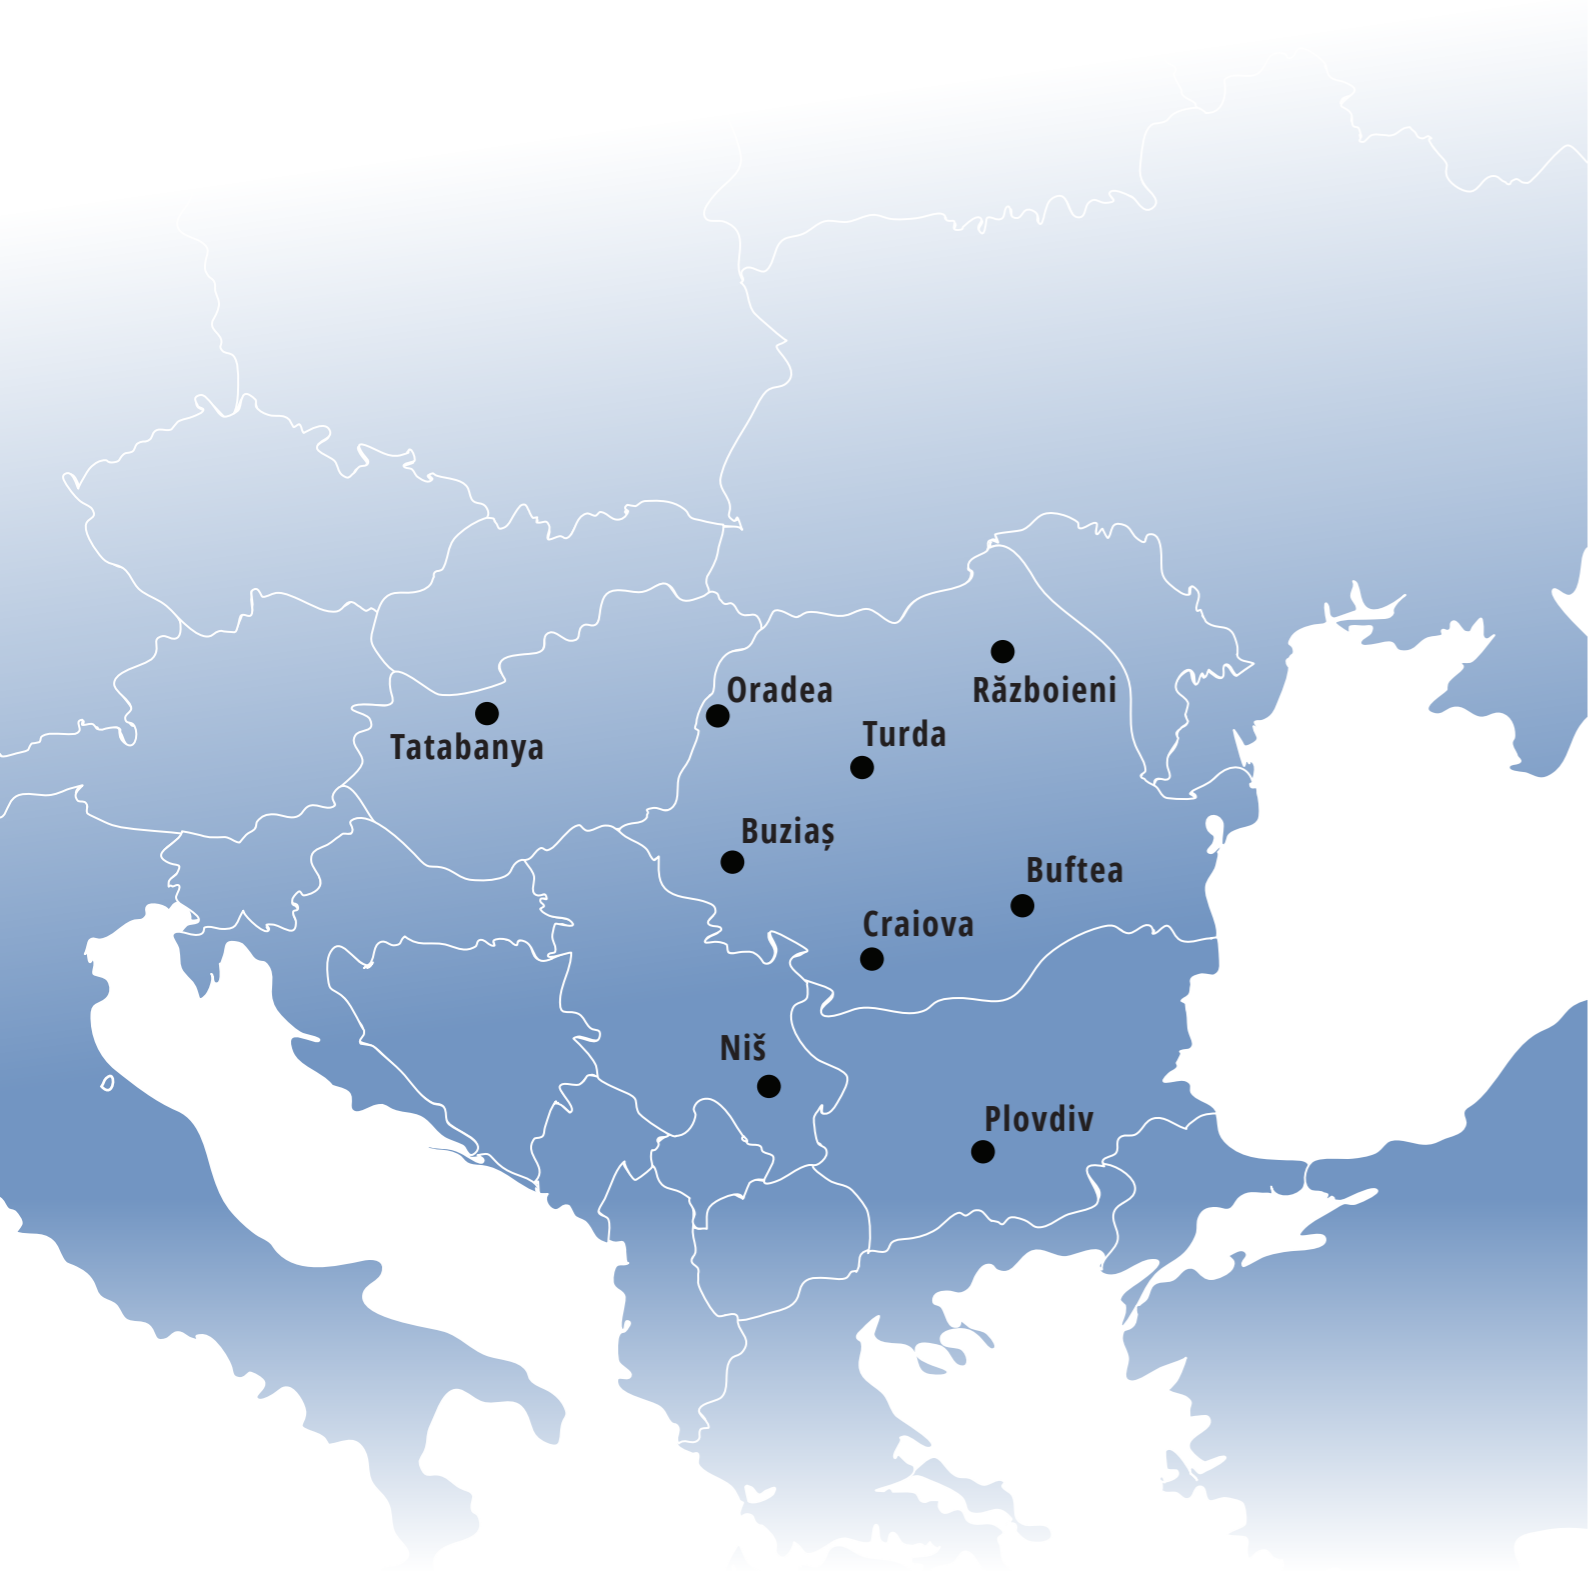 Oradea
Războieni
Turda
Tatabanya
Buziaș
Buftea
Craiova
Niš
Plovdiv